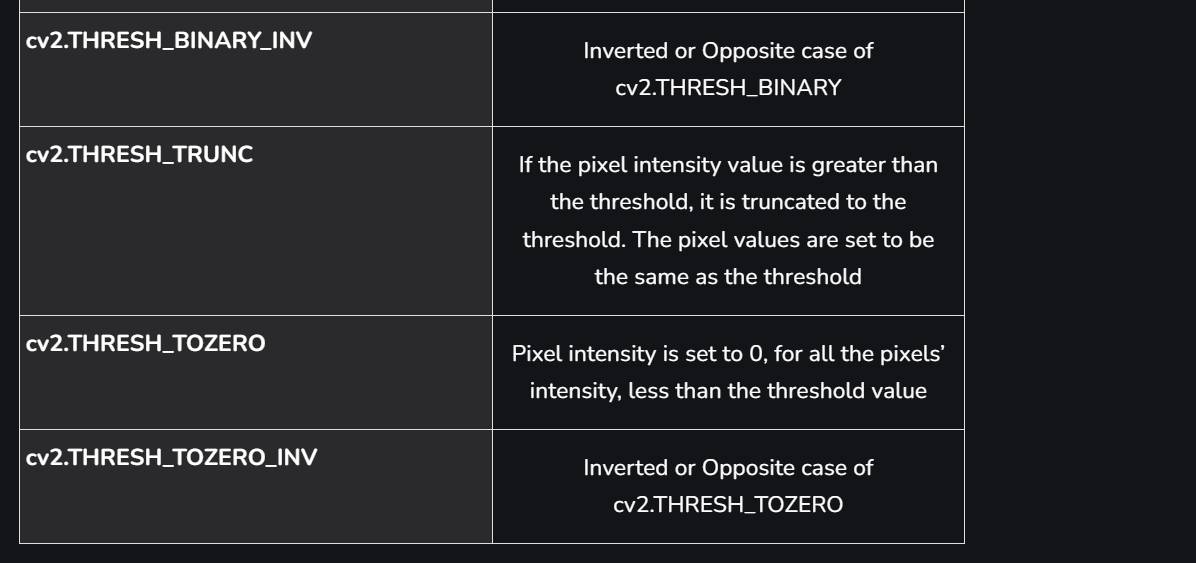 cv2.THRESH_BINARY_INV
Inverted or Opposite case of
cv2.THRESH_BINARY
cv2.THRESH_TRUNC
If the pixel intensity value is greater than
the threshold, it is truncated to the
threshold. The pixel values are set to be
the same as the threshold
cv2.THRESH_TOZERO
Pixel intensity is set to 0, for all the pixels’
intensity, less than the threshold value
cv2.THRESH_TOZERO_INV
Inverted or Opposite case of
cv2.THRESH_TOZERO